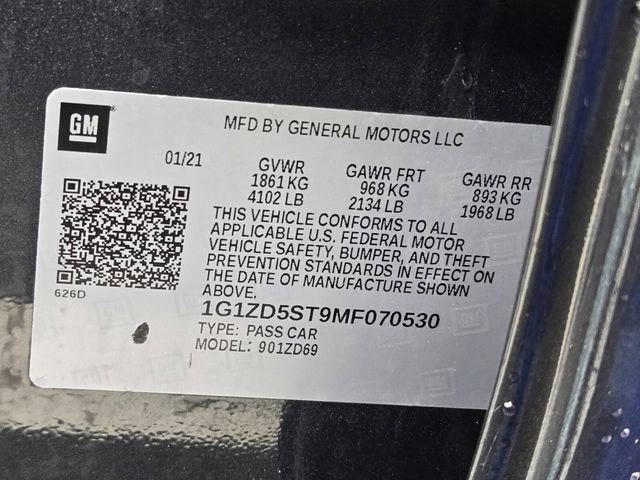 GM
MFD BY GENERAL MOTORS LLC
01/21 GVWR GAWR FRT GAWR RR
1861 KG 968 KG 893 KG
4102 LB 2134 LB 1968 LB
THIS VEHICLE CONFORMS TO ALL
APPLICABLE U.S. FEDERAL MOTOR
VEHICLE SAFETY, BUMPER, AND THEFT
PREVENTION STANDARDS IN EFFECT ON
THE DATE OF MANUFACTURE SHOWN
ABOVE.
626D
1G1ZD5ST9MF070530
TYPE: PASS CAR
MODEL: 901ZD69